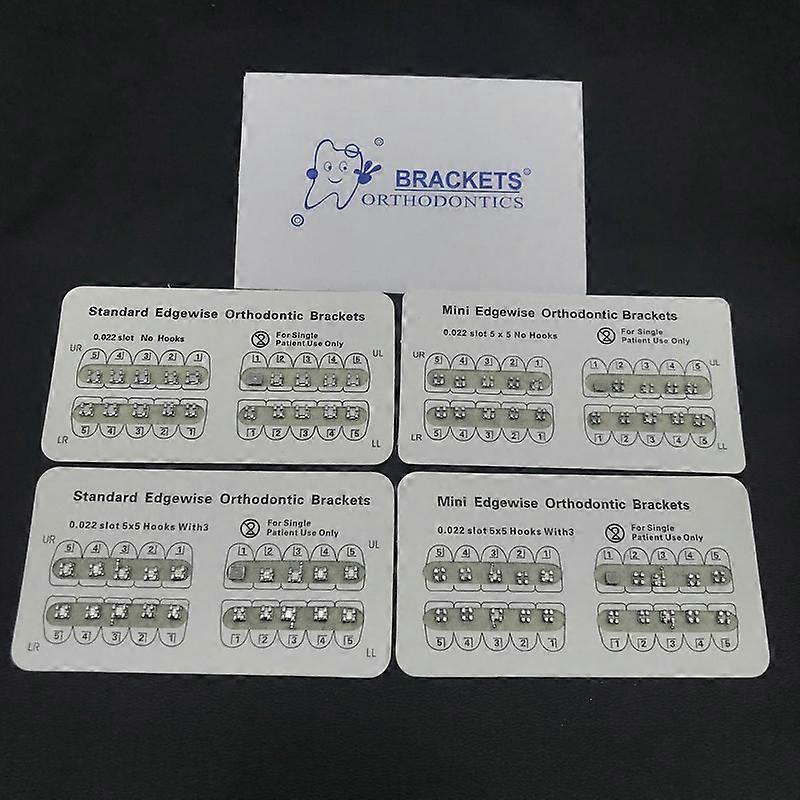 BRACKETS
ORTHODONTICS
Standard Edgewise Orthodontic Brackets
0.022 slot No Hooks
For Single
Patient Use Only
UR 5 4 3 2 1
1 2 3 4 5 UL
LR 5 4 3 2 1
1 2 3 4 5 LL
Mini Edgewise Orthodontic Brackets
0.022 slot 5 x 5 No Hooks
For Single
Patient Use Only
UR 5 4 3 2 1
1 2 3 4 5 UL
LR 5 4 3 2 1
1 2 3 4 5 LL
Standard Edgewise Orthodontic Brackets
0.022 slot 5x5 Hooks With3
For Single
Patient Use Only
UR 5 4 3 2 1
1 2 3 4 5 UL
LR 5 4 3 2 1
1 2 3 4 5 LL
Mini Edgewise Orthodontic Brackets
0.022 slot 5x5 Hooks With3
For Single
Patient Use Only
5 4 3 2 1
1 2 3 4 5
5 4 3 2 1
1 2 3 4 5